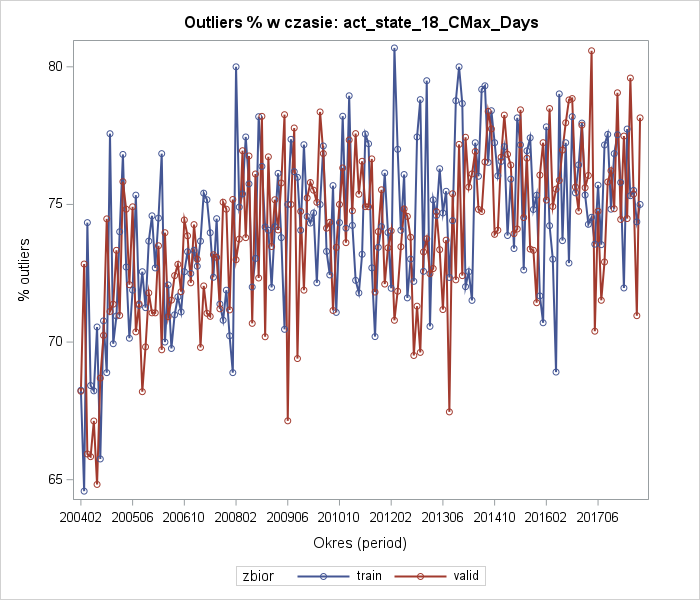 Outliers % w czasie: act_state_18_CMax_Days
80
75
70
65
% outliers
200402 200506 200610 200802 200906 201010 201202 201306 201410 201602 201706
Okres (period)
zbior train valid